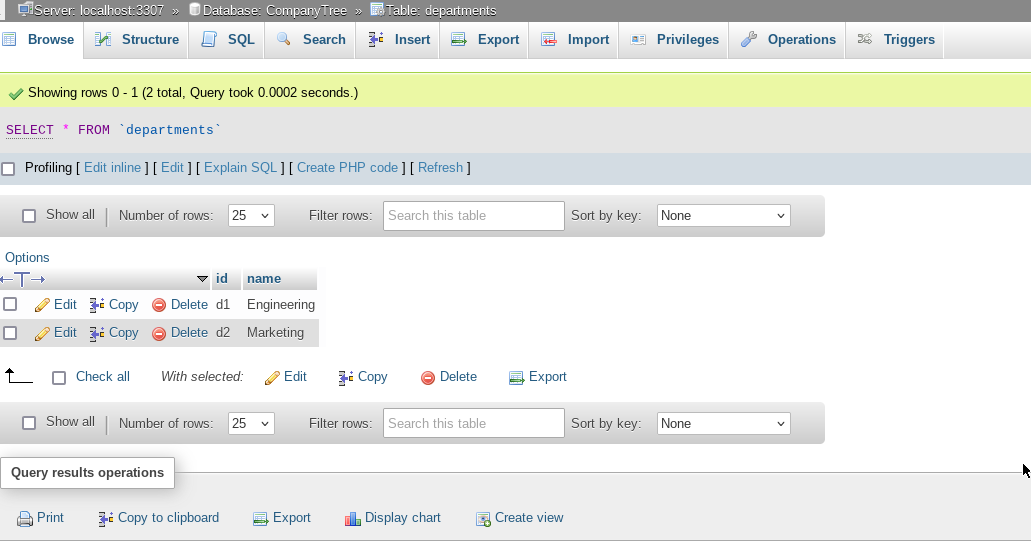 Server: localhost:3307 » Database: CompanyTree » Table: departments
Browse Structure SQL Search Insert Export Import Privileges Operations Triggers
Showing rows 0 - 1 (2 total, Query took 0.0002 seconds.)
SELECT * FROM `departments`
Profiling [ Edit inline ] [ Edit ] [ Explain SQL ] [ Create PHP code ] [ Refresh ]
Show all | Number of rows: 25 Filter rows: Search this table Sort by key: None
Options
←T→ id name
Edit Copy Delete d1 Engineering
Edit Copy Delete d2 Marketing
Check all With selected: Edit Copy Delete Export
Show all | Number of rows: 25 Filter rows: Search this table Sort by key: None
Query results operations
Print Copy to clipboard Export Display chart Create view